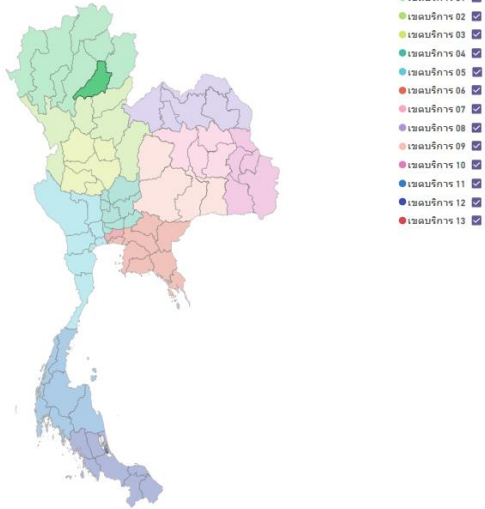 เขตบริการ 02
เขตบริการ 03
เขตบริการ 04
เขตบริการ 05
เขตบริการ 06
เขตบริการ 07
เขตบริการ 08
เขตบริการ 09
เขตบริการ 10
เขตบริการ 11
เขตบริการ 12
เขตบริการ 13